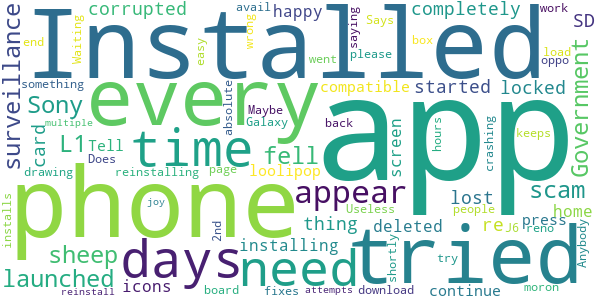 corrupted
Installed
avail
happy
wrong
Says
saying
completely
work
SD
surveillance
end
Waiting
easy
went
please
box
load
oppo
something
every
app
Maybe
compatible
back
started
locked
Government
Sony
absolute
Galaxy
card
L1
Tell
time
fell
screen
hours
crashing
keeps
multiple
Does
drawing
reinstalling
page
loolipop
appear
lost
scam
phone
installs
joy
2nd
Useless
people
re
J6
home
thing
deleted
press
reno
Anybody
sheep
days
need
installing
tried
launched
icons
board
fixes
shortly
try
continue
moron
reinstall
attempts
download